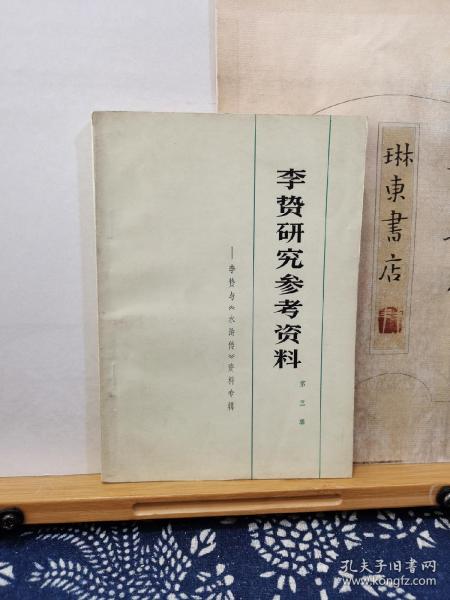 李贽研究参考资料
第三辑
——李贽与《水浒传》资料专辑
琳東書店
孔夫子旧书网
www.kongfz.com